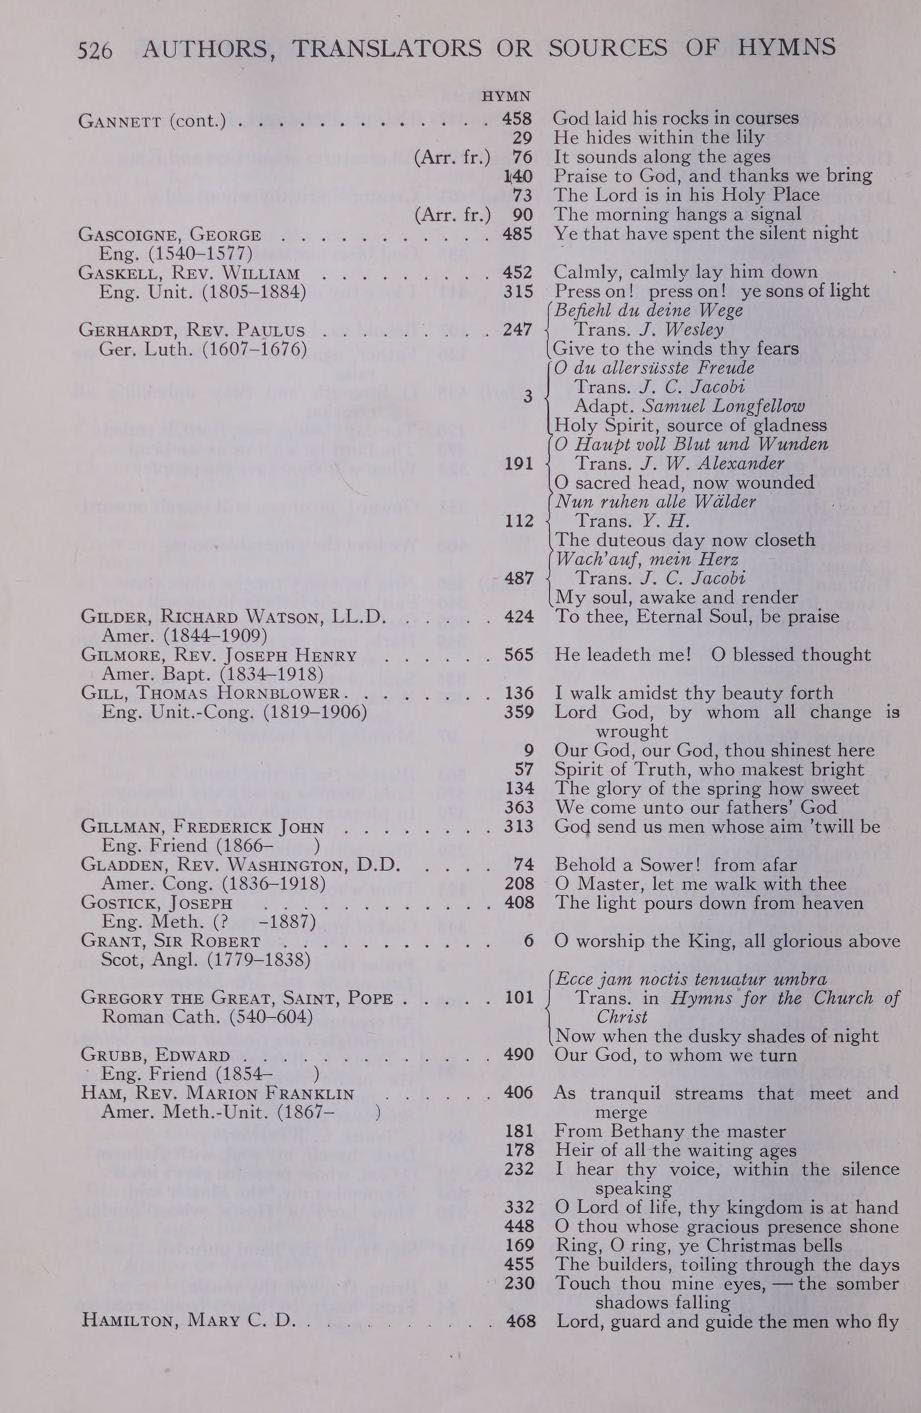 526 AUTHORS, TRANSLATORS OR SOURCES OF HYMNS
HYMN
GANNETT (cont.) . . . . . . . . . . . . . 458 God laid his rocks in courses
29 He hides within the lily
(Arr. fr.) 76 It sounds along the ages
140 Praise to God, and thanks we bring
73 The Lord is in his Holy Place
(Arr. fr.) 90 The morning hangs a signal
GASCOIGNE, GEORGE . . . . . . . . . . . 485 Ye that have spent the silent night
Eng. (1540-1577)
GASKELL, REV. WILLIAM . . . . . . . . . 452 Calmly, calmly lay him down
Eng. Unit. (1805–1884) 315 Press on! press on! ye sons of light
Befiehl du deine Wege
GERHARDT, REV. PAULUS . . . . . . . . . 247 Trans. J. Wesley
Ger. Luth. (1607-1676) Give to the winds thy fears
O du allersüsste Freude
Trans. J. C. Jacobi
3
Adapt. Samuel Longfellow
Holy Spirit, source of gladness
O Haupt voll Blut und Wunden
191 Trans. J. W. Alexander
O sacred head, now wounded
Nun ruhen alle Wälder
112 Trans. Y. H.
The duteous day now closeth
Wach'auf, mein Herz
487 Trans. J. C. Jacobi
My soul, awake and render
GILDER, RICHARD WATSON, LL.D. . . . . . . 424 To thee, Eternal Soul, be praise
Amer. (1844–1909)
GILMORE, REV. JOSEPH HENRY . . . . . . 565 He leadeth me! O blessed thought
Amer. Bapt. (1834–1918)
GILL, THOMAS HORNBLOWER. . . . . . . . 136 I walk amidst thy beauty forth
Eng. Unit.-Cong. (1819–1906) 359 Lord God, by whom all change is
wrought
9 Our God, our God, thou shinest here
57 Spirit of Truth, who makest bright
134 The glory of the spring how sweet
363 We come unto our fathers' God
GILLMAN, FREDERICK JOHN . . . . . . . . 313 God send us men whose aim 'twill be
Eng. Friend (1866– )
GLADDEN, REV. WASHINGTON, D.D. . . . . 74 Behold a Sower! from afar
Amer. Cong. (1836–1918) 208 O Master, let me walk with thee
GOSTICK, JOSEPH . . . . . . . . . . . . 408 The light pours down from heaven
Eng. Meth. (? –1887)
GRANT, SIR ROBERT . . . . . . . . . . . 6 O worship the King, all glorious above
Scot, Angl. (1779–1838)
Ecce jam noctis tenuatur umbra
GREGORY THE GREAT, SAINT, POPE . . . . . 101 Trans. in Hymns for the Church of
Roman Cath. (540–604) Christ
Now when the dusky shades of night
GRUBB, EDWARD . . . . . . . . . . . . . 490 Our God, to whom we turn
Eng. Friend (1854– )
HAM, REV. MARION FRANKLIN . . . . . . 406 As tranquil streams that meet and
Amer. Meth.-Unit. (1867– ) merge
181 From Bethany the master
178 Heir of all the waiting ages
232 I hear thy voice, within the silence
speaking
332 O Lord of life, thy kingdom is at hand
448 O thou whose gracious presence shone
169 Ring, O ring, ye Christmas bells
455 The builders, toiling through the days
230 Touch thou mine eyes, — the somber
shadows falling
HAMILTON, MARY C. D. . . . . . . . . . . 468 Lord, guard and guide the men who fly